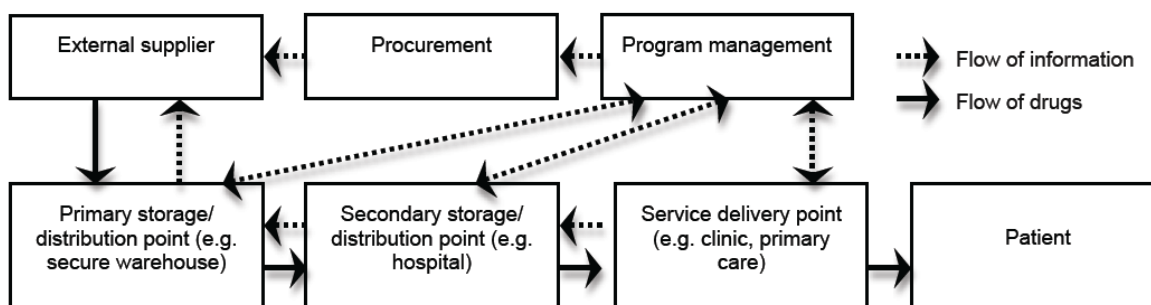 External supplier
Procurement
Program management
Flow of information
Flow of drugs
Primary storage/
distribution point (e.g.
secure warehouse)
Secondary storage/
distribution point (e.g.
hospital)
Service delivery point
(e.g. clinic, primary
care)
Patient